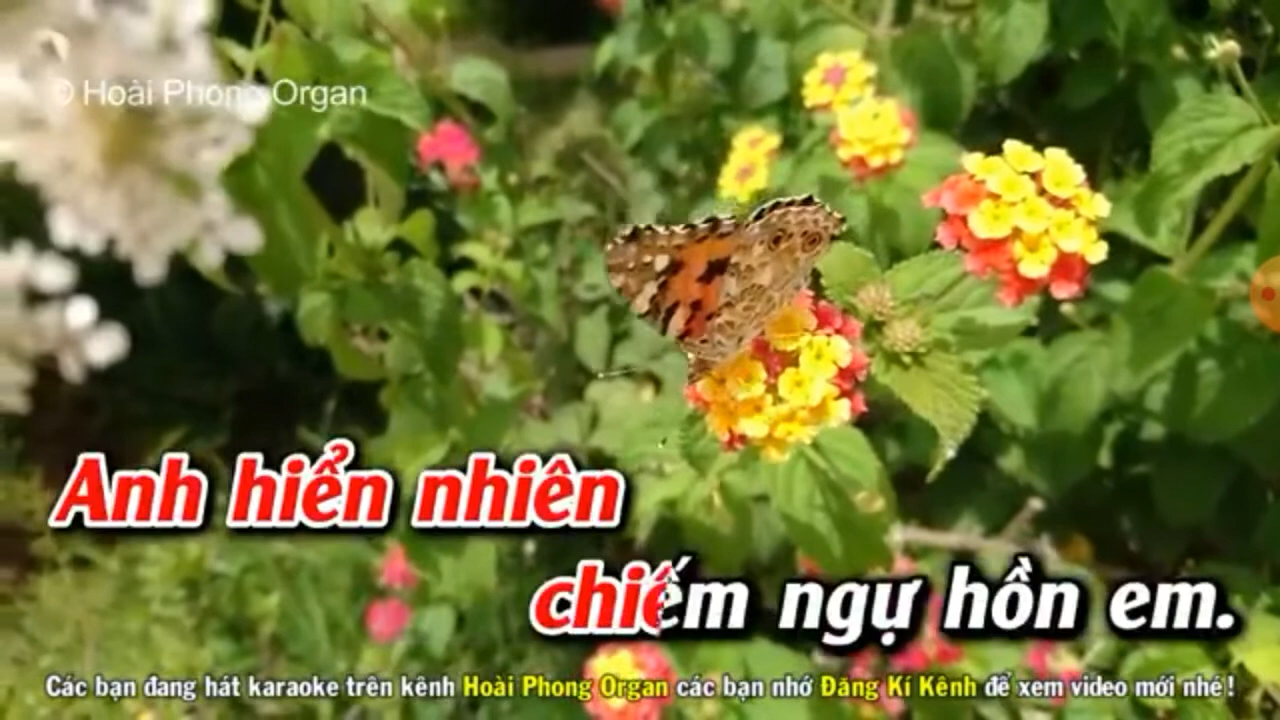 © Hoài Phong Organ
Anh hiển nhiên
chiếm ngự hồn em.
Các bạn đang hát karaoke trên kênh Hoài Phong Organ các bạn nhớ Đăng Kí Kênh để xem video mới nhé!